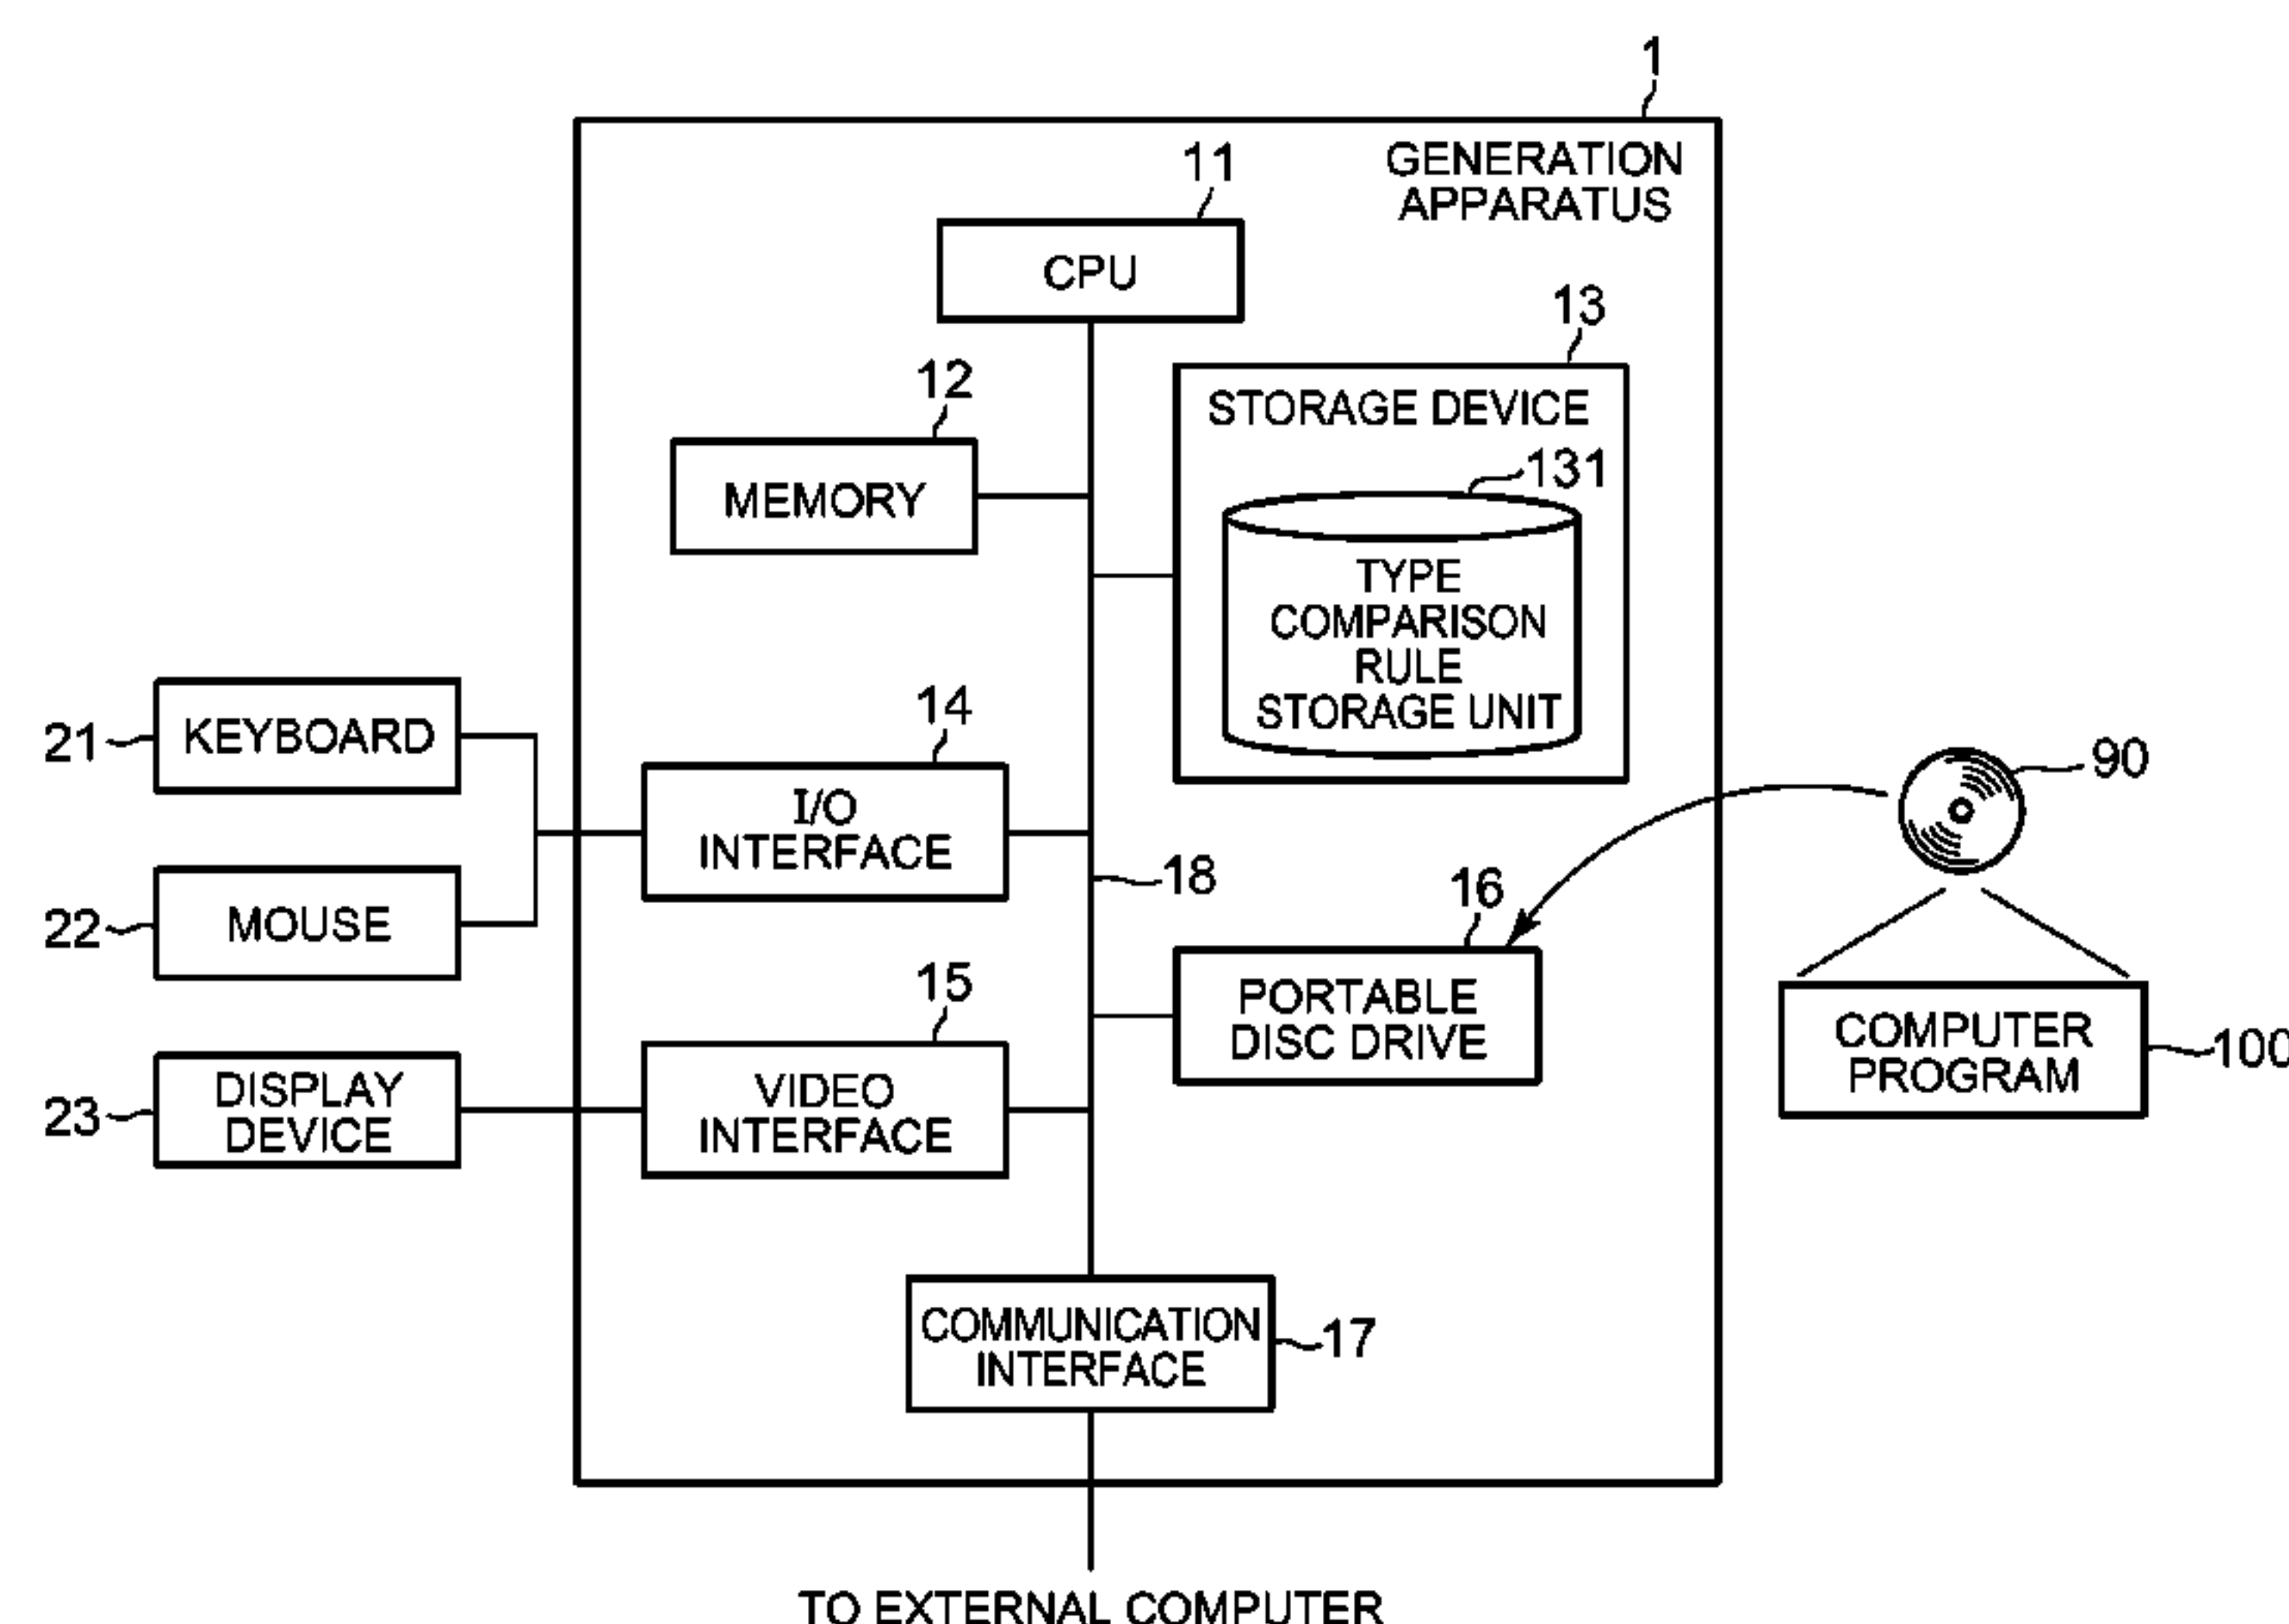 1
GENERATION
APPARATUS
11
CPU
13
STORAGE DEVICE
12
MEMORY
131
TYPE
COMPARISON
RULE
STORAGE UNIT
21
KEYBOARD
14
I/O
INTERFACE
90
18
22
MOUSE
16
PORTABLE
DISC DRIVE
15
VIDEO
INTERFACE
COMPUTER
PROGRAM
100
23
DISPLAY
DEVICE
COMMUNICATION
INTERFACE
17
TO EXTERNAL COMPUTER